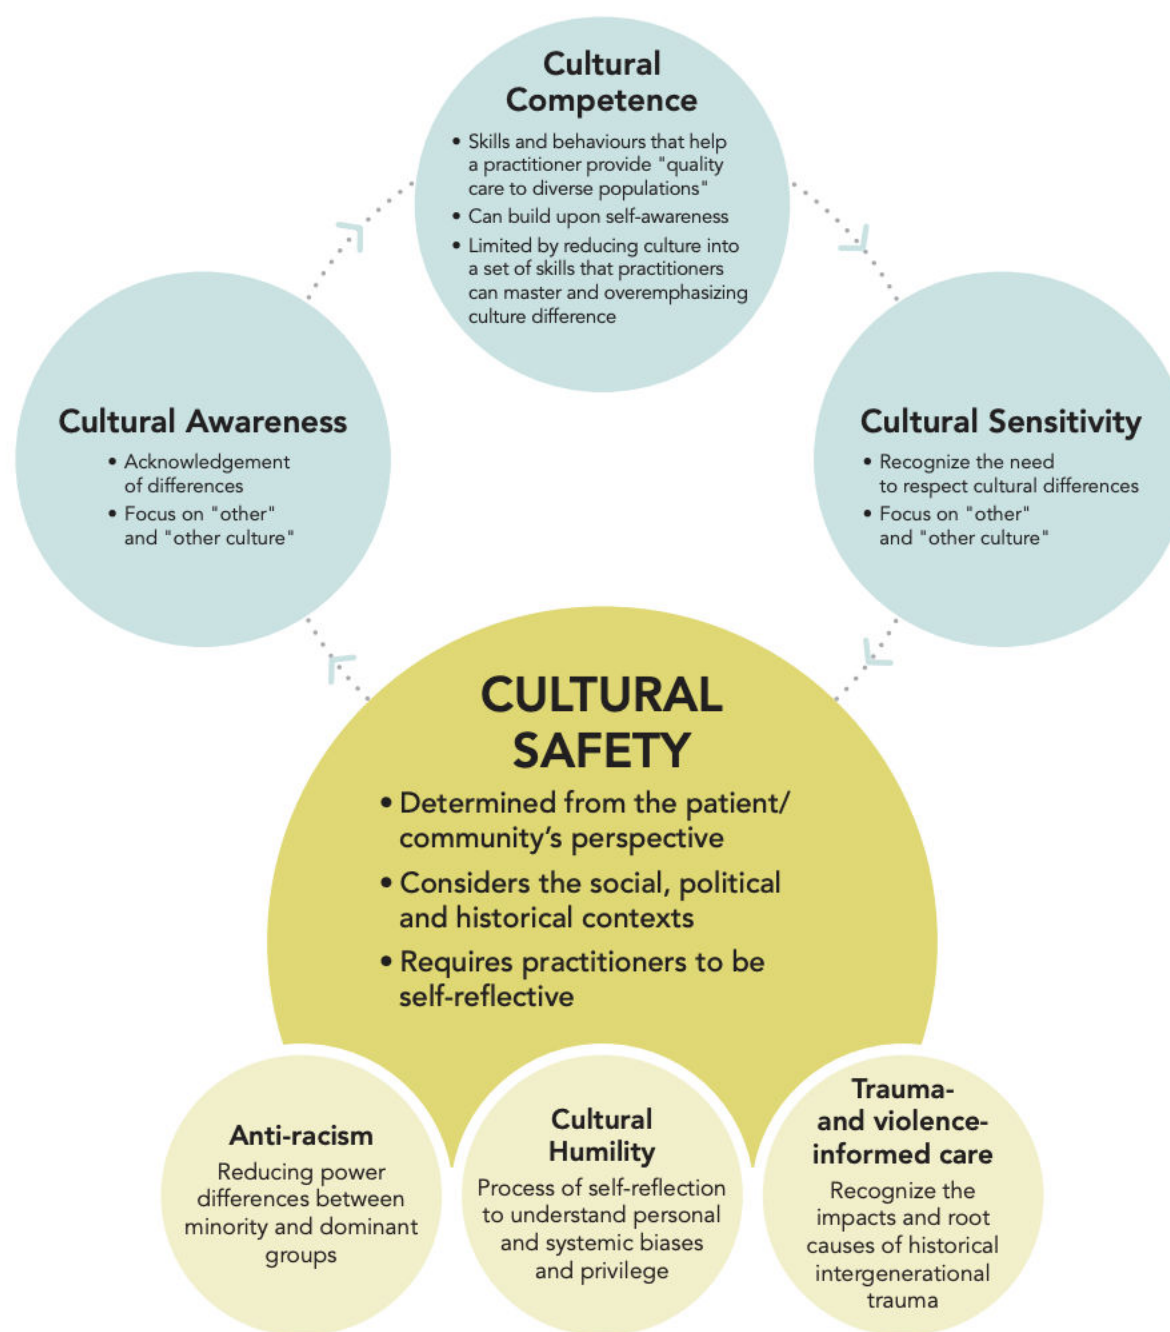 Cultural
Competence
• Skills and behaviours that help
a practitioner provide "quality
care to diverse populations"
• Can build upon self-awareness
• Limited by reducing culture into
a set of skills that practitioners
can master and overemphasizing
culture difference
Cultural Awareness
• Acknowledgement
of differences
• Focus on "other"
and "other culture"
Cultural Sensitivity
• Recognize the need
to respect cultural differences
• Focus on "other"
and "other culture"
CULTURAL
SAFETY
• Determined from the patient/
community's perspective
• Considers the social, political
and historical contexts
• Requires practitioners to be
self-reflective
Anti-racism
Reducing power
differences between
minority and dominant
groups
Cultural
Humility
Process of self-reflection
to understand personal
and systemic biases
and privilege
Trauma-
and violence-
informed care
Recognize the
impacts and root
causes of historical
intergenerational
trauma